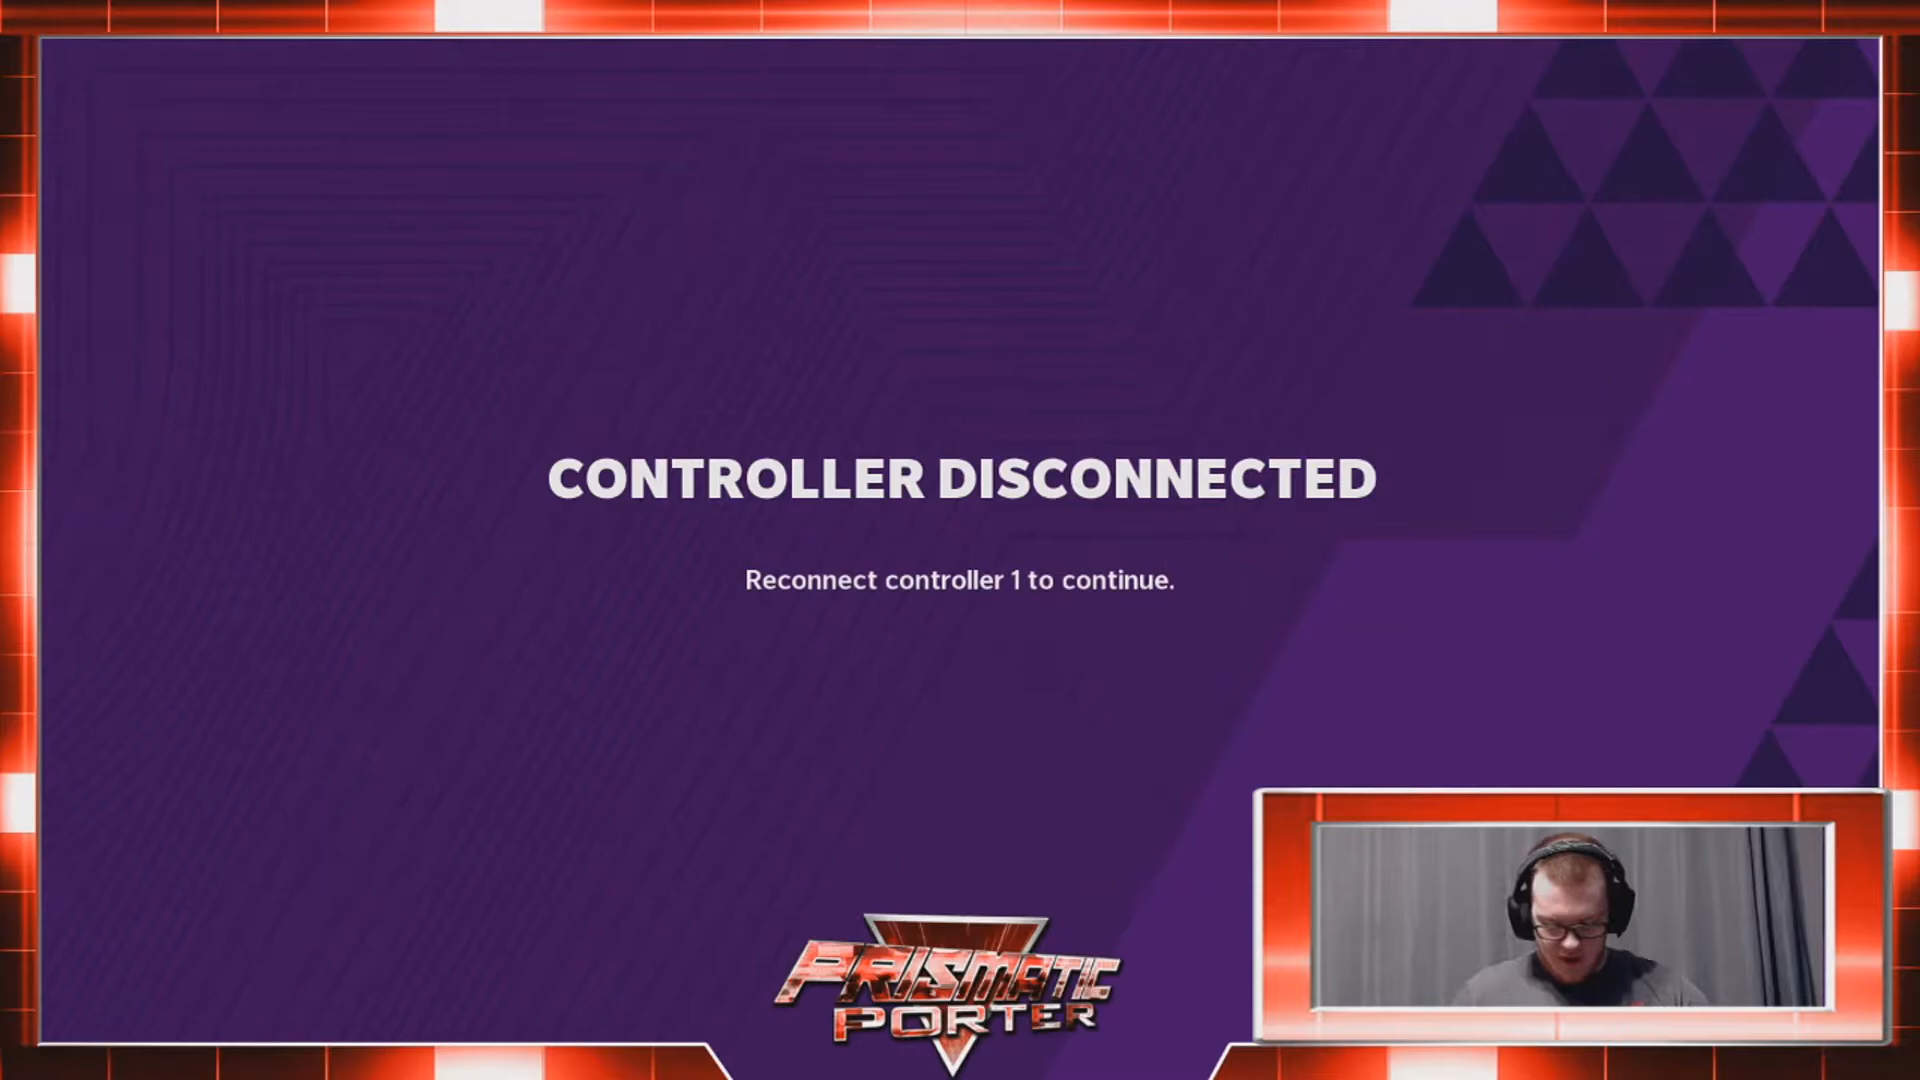 CONTROLLER DISCONNECTED
Reconnect controller 1 to continue.
PRISMATIC
PORTER